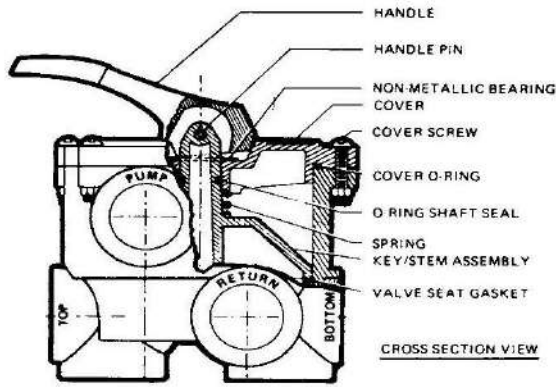 HANDLE
HANDLE PIN
NON-METALLIC BEARING
COVER
COVER SCREW
COVER O-RING
O-RING SHAFT SEAL
SPRING
KEY/STEM ASSEMBLY
VALVE SEAT GASKET
CROSS SECTION VIEW
PUMP
RETURN
TOP
BOTTOM